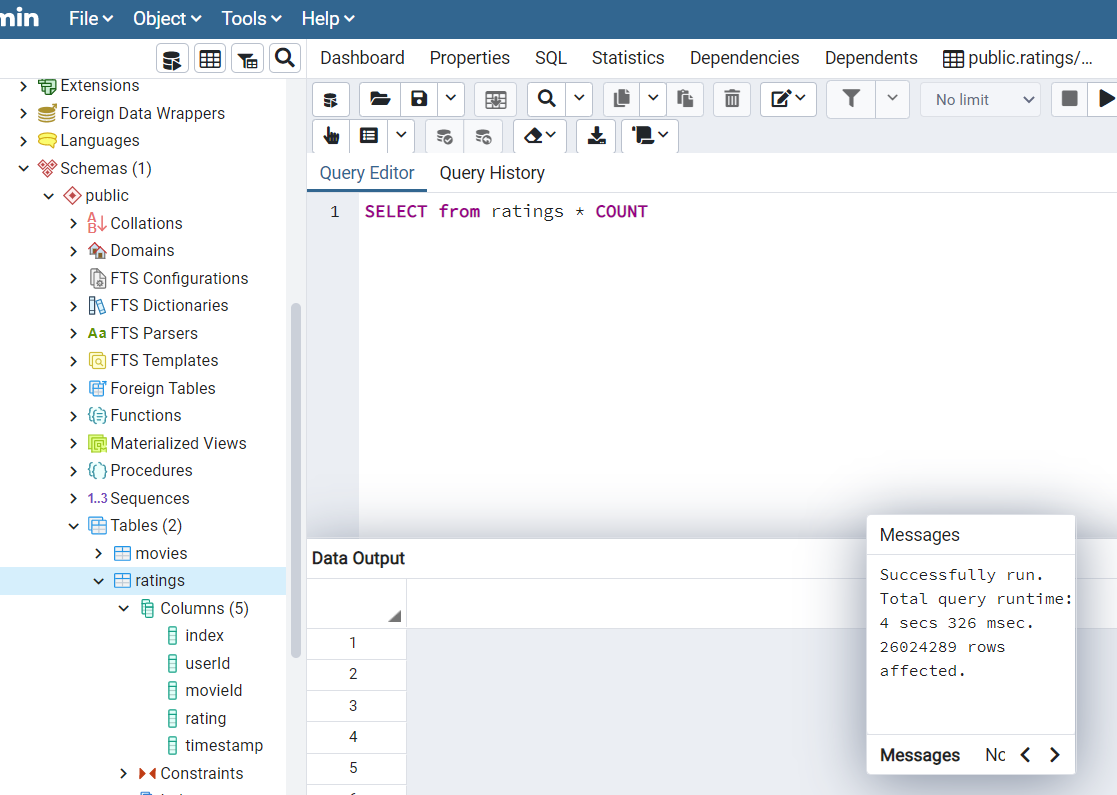 min File Object Tools Help
Dashboard Properties SQL Statistics Dependencies Dependents public.ratings/...
No limit
Query Editor Query History
1 SELECT from ratings * COUNT
Extensions
Foreign Data Wrappers
Languages
Schemas (1)
public
Collations
Domains
FTS Configurations
FTS Dictionaries
Aa FTS Parsers
FTS Templates
Foreign Tables
Functions
Materialized Views
Procedures
1..3 Sequences
Tables (2)
movies
ratings
Columns (5)
index
userId
movieId
rating
timestamp
Constraints
Data Output
1
2
3
4
5
Messages
Successfully run.
Total query runtime:
4 secs 326 msec.
26024289 rows
affected.
Messages